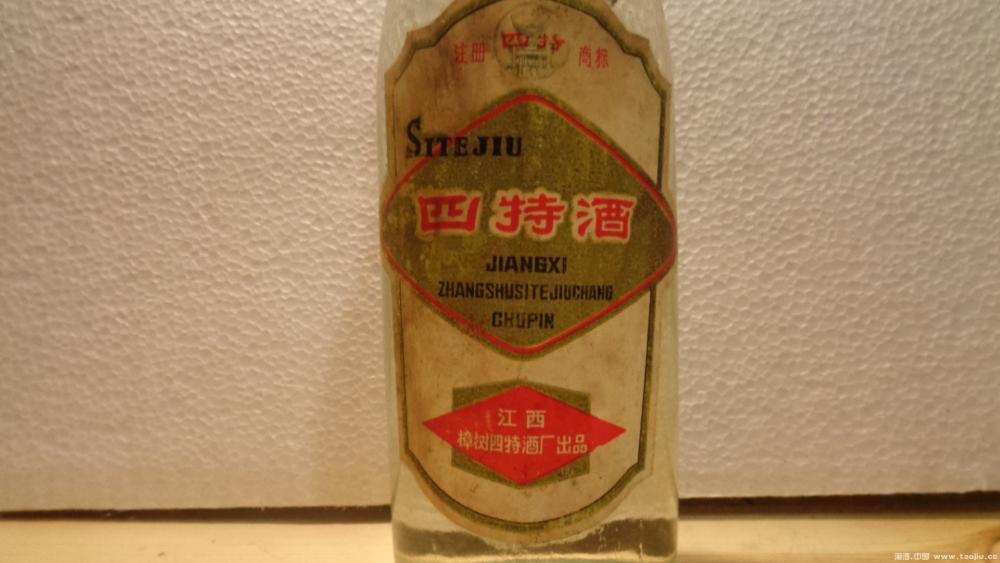 注册 四特 商标
SITEJIU
四特酒
JIANGXI
ZHANGSHUSITEJIUCHANG
CHUPIN
江西
樟树四特酒厂出品
淘酒.中国 www.taojiu.cc